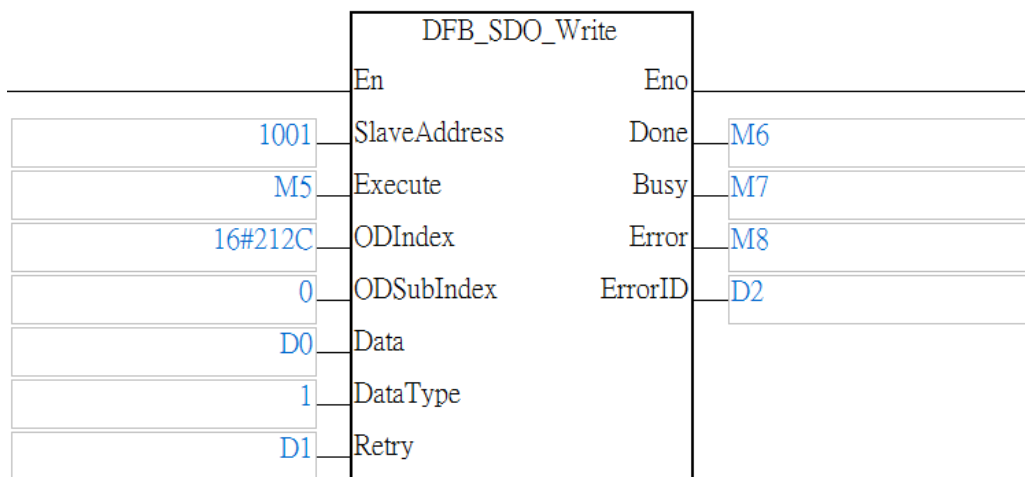 DFB_SDO_Write
En Eno
1001 SlaveAddress Done M6
M5 Execute Busy M7
16#212C ODIndex Error M8
0 ODSubIndex ErrorID D2
D0 Data
1 DataType
D1 Retry